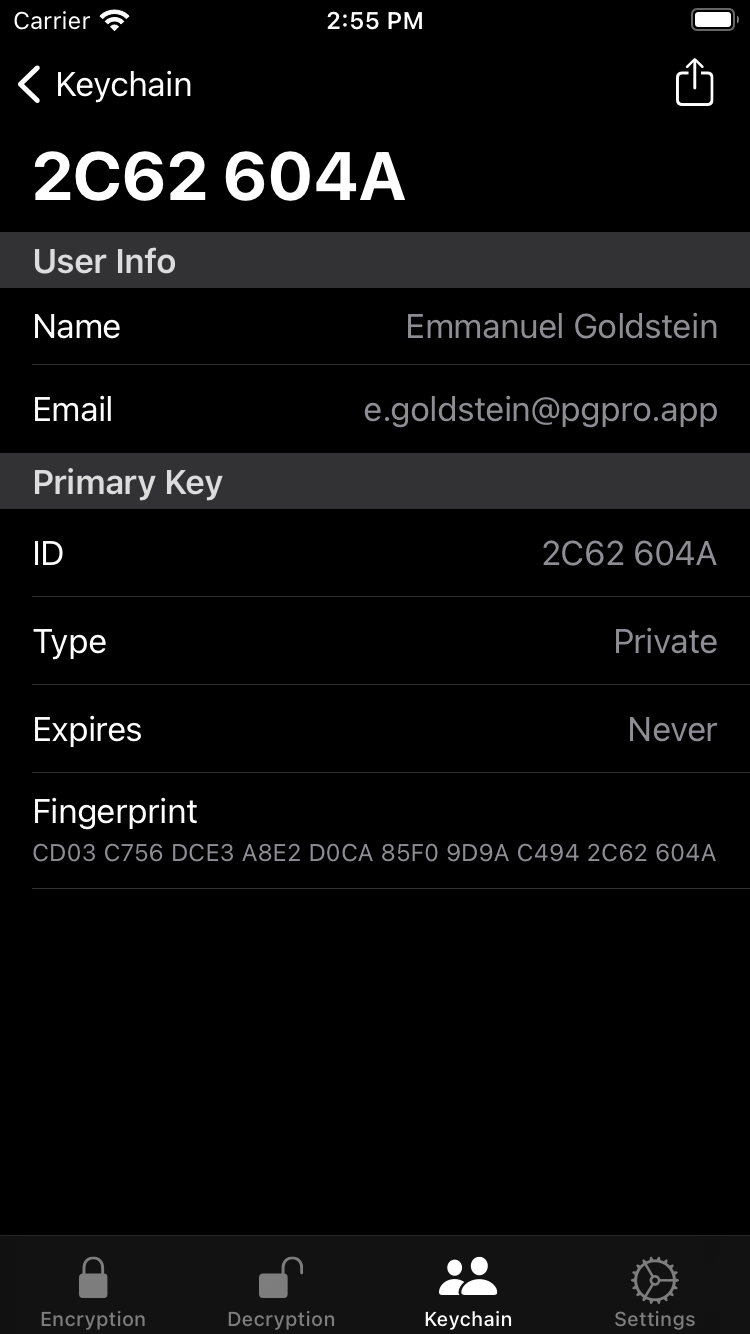 Carrier 2:55 PM
Keychain
2C62 604A
User Info
Name Emmanuel Goldstein
Email e.goldstein@pgpro.app
Primary Key
ID 2C62 604A
Type Private
Expires Never
Fingerprint
CD03 C756 DCE3 A8E2 D0CA 85F0 9D9A C494 2C62 604A
Encryption Decryption Keychain Settings